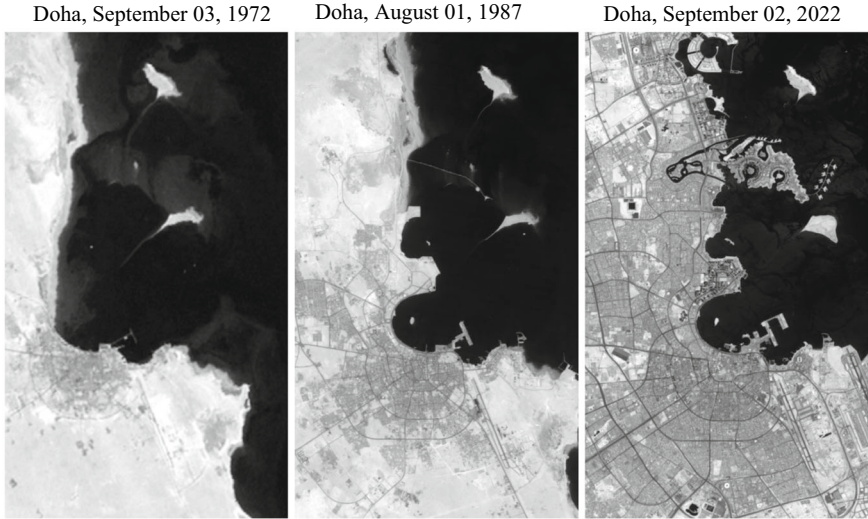 Doha, September 03, 1972
Doha, August 01, 1987
Doha, September 02, 2022